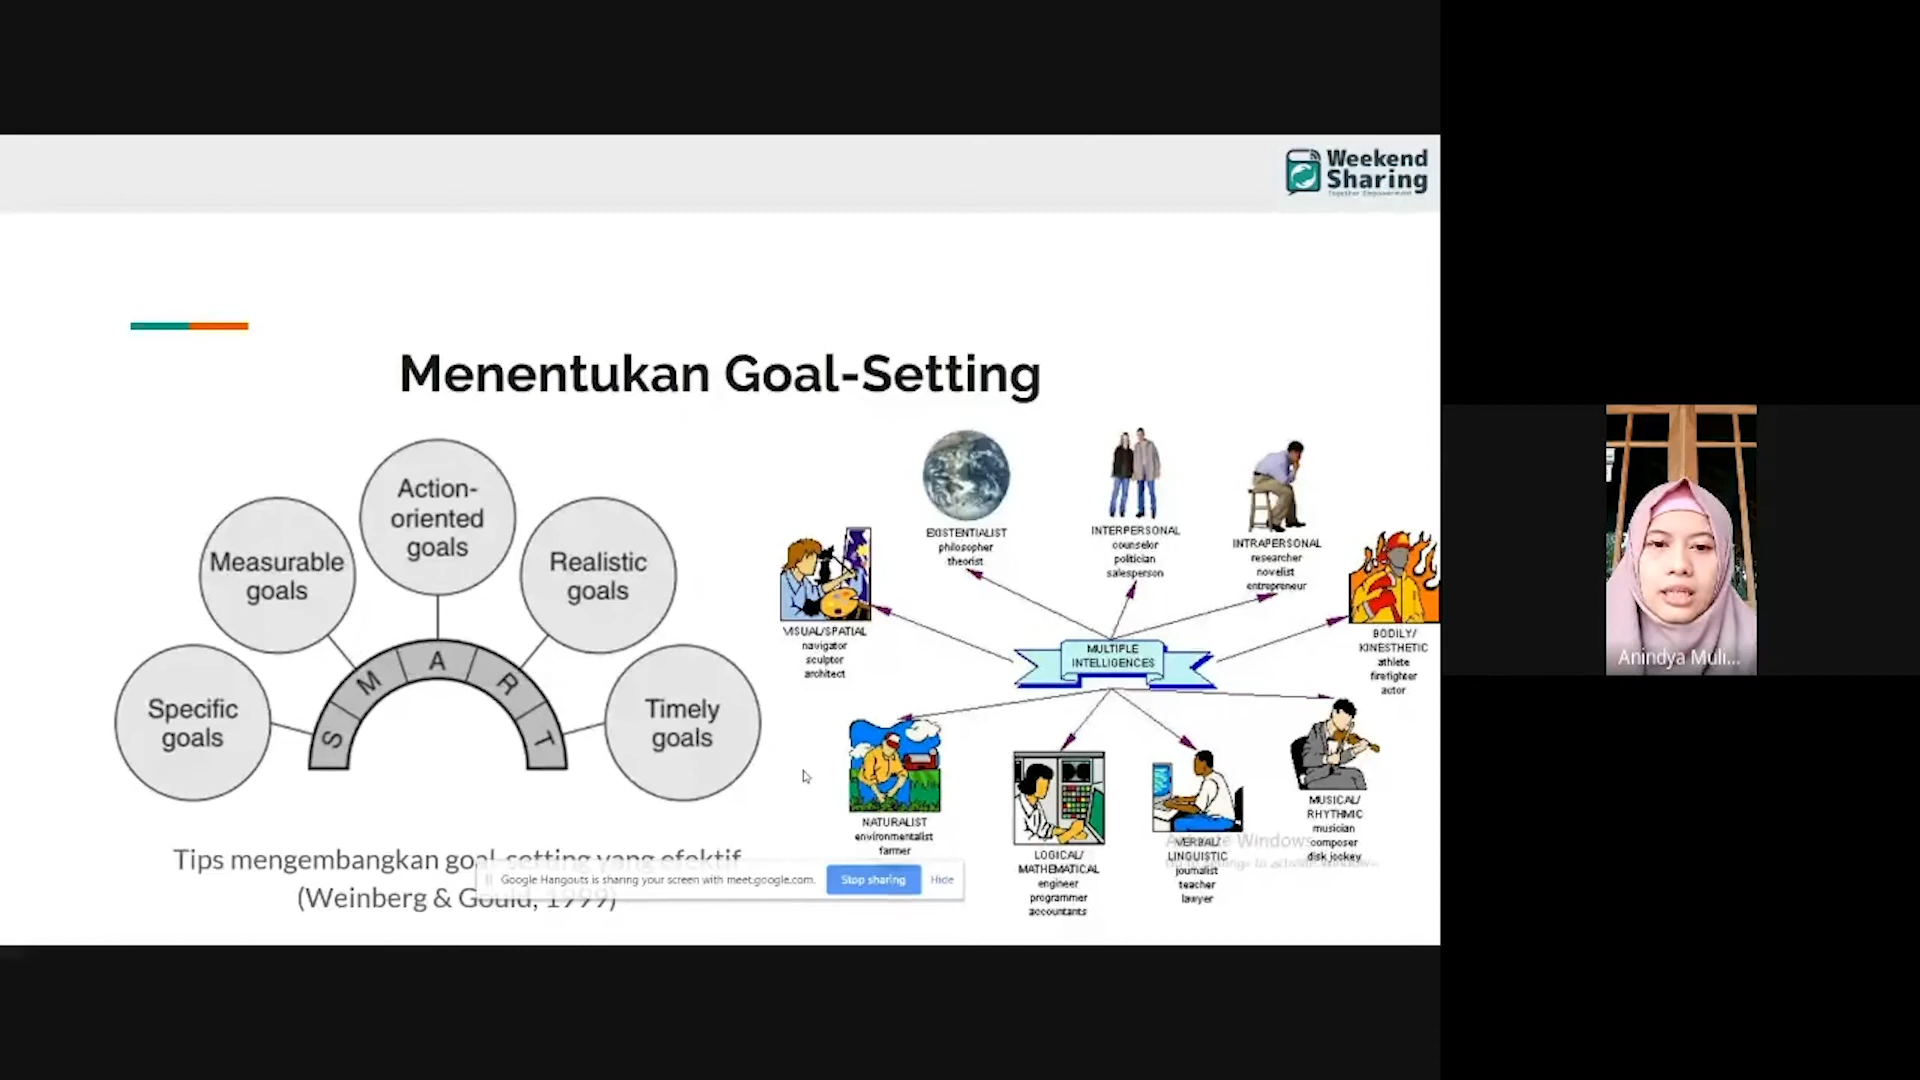 Weekend
Sharing
Together Empowerment
Menentukan Goal-Setting
Action-
oriented
goals
Measurable
goals
Realistic
goals
Specific
goals
Timely
goals
S M A R T
Tips mengembangkan goal-setting yang efektif
(Weinberg & Gould, 1999)
EXISTENTIALIST
philosopher
theorist
INTERPERSONAL
counselor
politician
salesperson
INTRAPERSONAL
researcher
novelist
entrepreneur
VISUAL/SPATIAL
navigator
sculptor
architect
MULTIPLE
INTELLIGENCES
BODILY/
KINESTHETIC
athlete
firefighter
actor
NATURALIST
environmentalist
farmer
LOGICAL/
MATHEMATICAL
engineer
programmer
accountants
VERBAL/
LINGUISTIC
journalist
teacher
lawyer
MUSICAL/
RHYTHMIC
musician
composer
disk jockey
Google Hangouts is sharing your screen with meet.google.com.
Stop sharing
Hide
Windows
Anindya Muli...